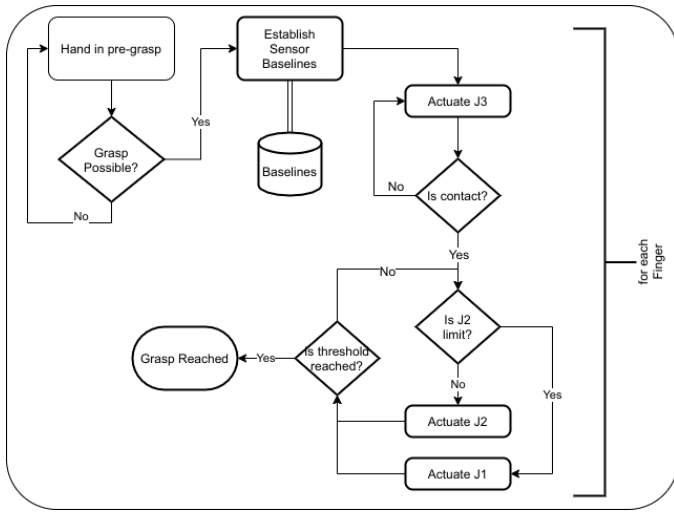 Hand in pre-grasp
Grasp
Possible?
No
Yes
Establish
Sensor
Baselines
Baselines
Actuate J3
Is contact?
No
Yes
No
Is J2
limit?
No
Yes
Actuate J2
Actuate J1
Is threshold
reached?
Yes
Grasp Reached
for each
Finger